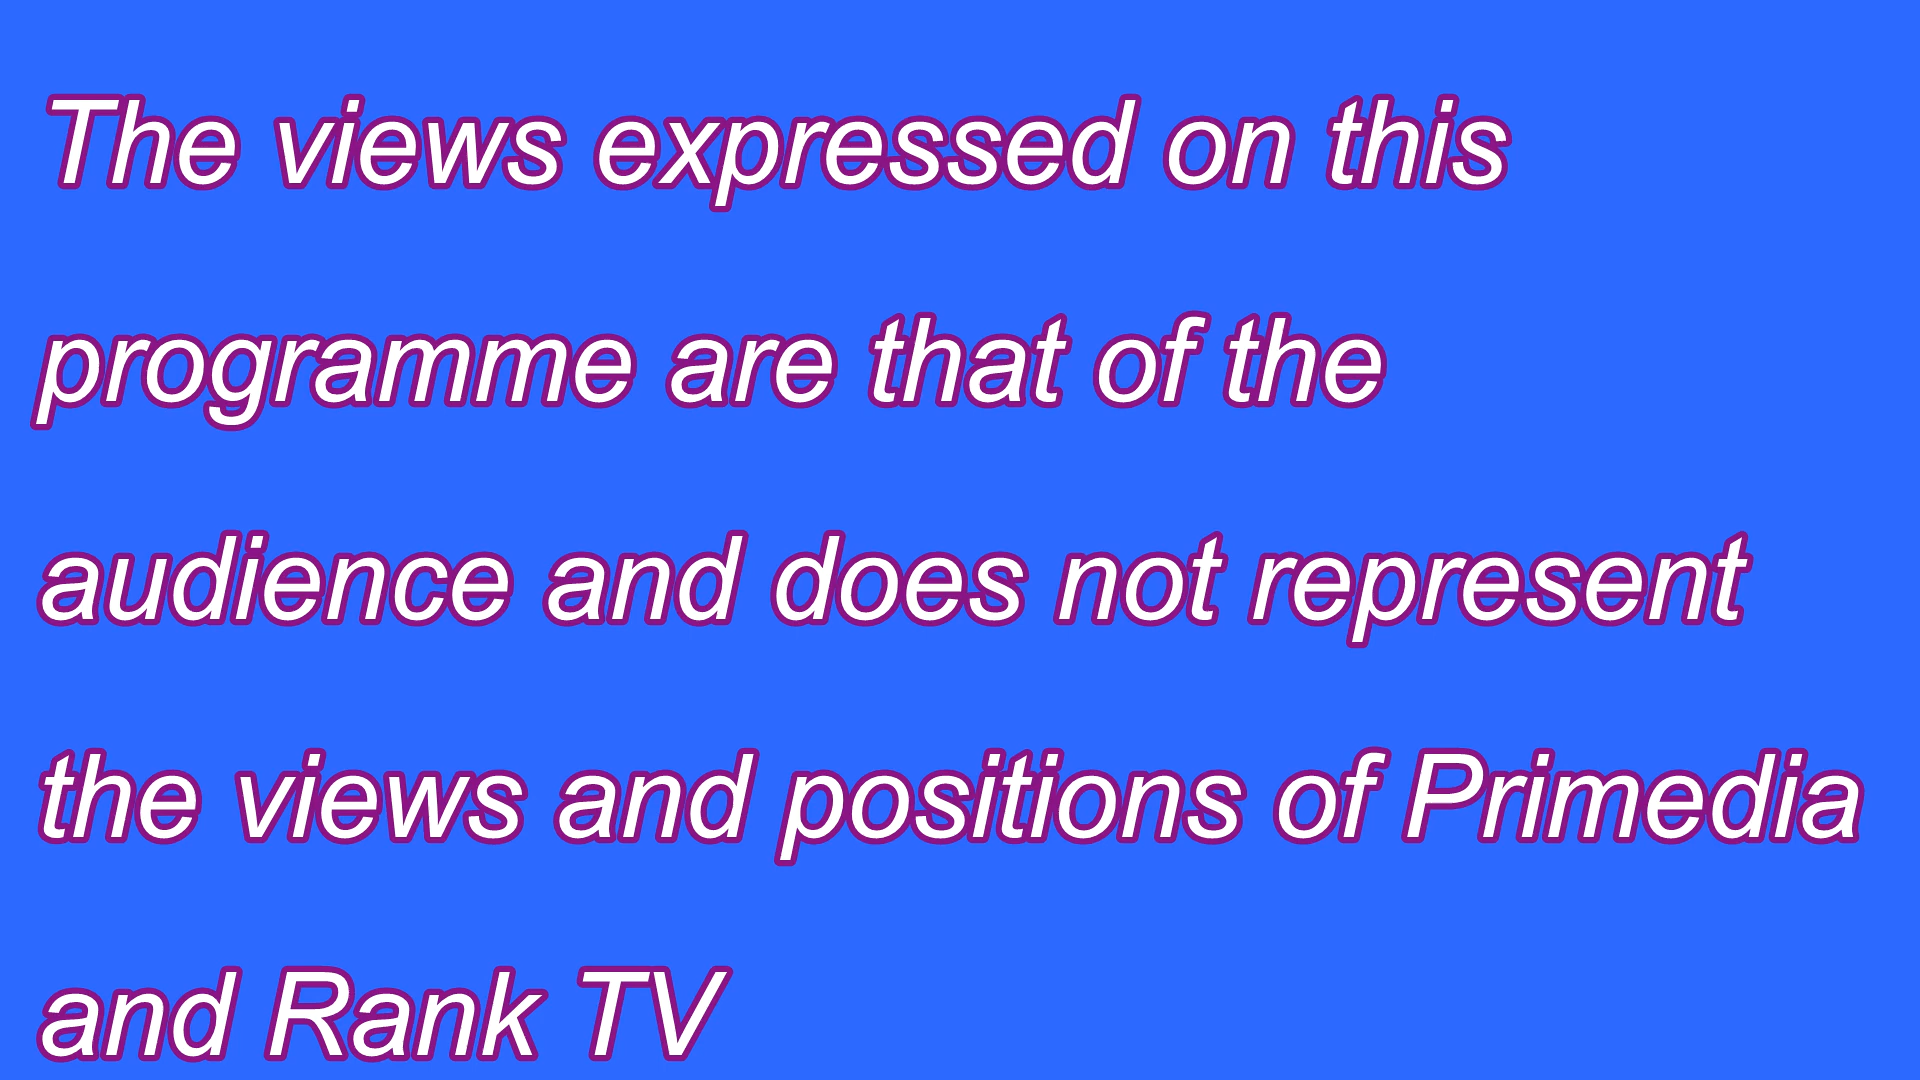 The views expressed on this
programme are that of the
audience and does not represent
the views and positions of Primedia
and Rank TV